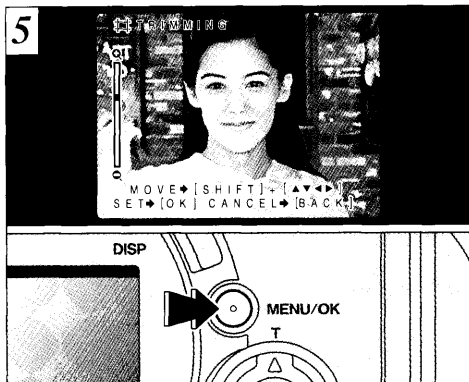 5
TRIMMING
MOVE➧[SHIFT]+[▲▼◀▶]
SET➧[OK] CANCEL➧[BACK]
DISP
MENU/OK
T